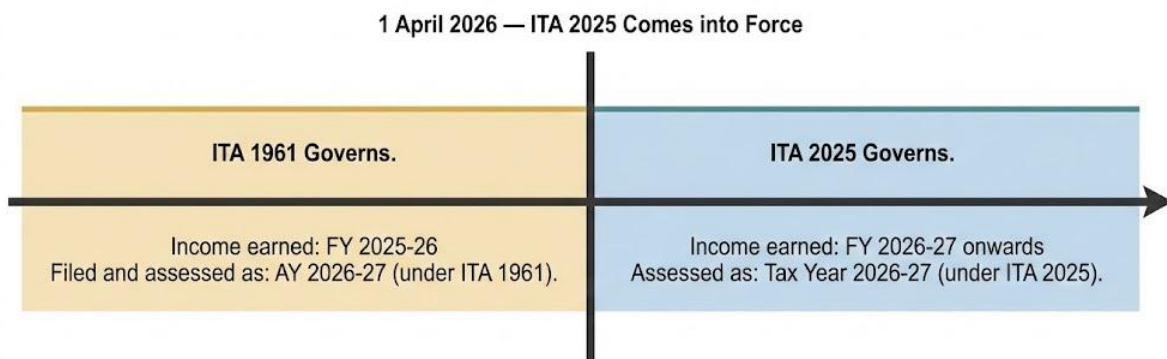 1 April 2026 — ITA 2025 Comes into Force
ITA 1961 Governs.
ITA 2025 Governs.
Income earned: FY 2025-26
Filed and assessed as: AY 2026-27 (under ITA 1961).
Income earned: FY 2026-27 onwards
Assessed as: Tax Year 2026-27 (under ITA 2025).